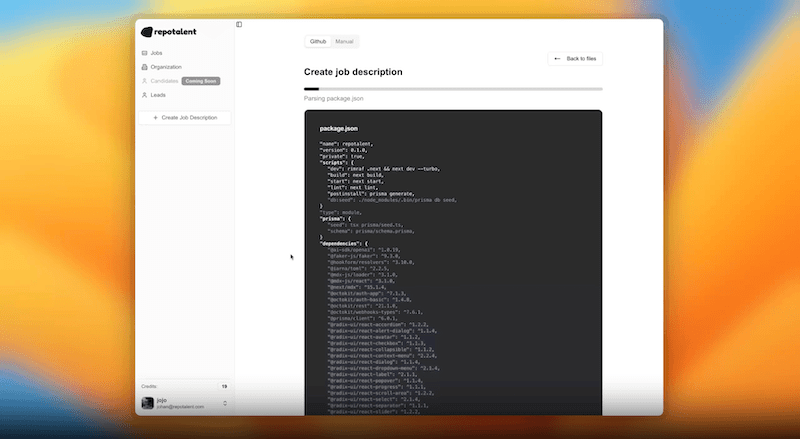 repotalent
Jobs
Organization
Candidates Coming Soon
Leads
+ Create Job Description
Credits: 19
jojo
johan@repotalent.com
Github Manual
← Back to files
Create job description
Parsing package.json
package.json
"name": repotalent,
"version": 0.1.0,
"private": true,
"scripts": {
"dev": rimraf .next && next dev --turbo,
"build": next build,
"start": next start,
"lint": next lint,
"postinstall": prisma generate,
"db:seed": ./node_modules/.bin/prisma db seed,
}
"type": module,
"prisma": {
"seed": tsx prisma/seed.ts,
"schema": prisma/schema.prisma,
}
"dependencies": {
"@ai-sdk/openai": "1.0.19,
"@faker-js/faker": "9.3.0,
"@hookform/resolvers": "3.10.0,
"@iarna/toml": "2.2.5,
"@mdx-js/loader": "3.1.0,
"@mdx-js/react": "3.1.0,
"@next/mdx": "15.1.4,
"@octokit/auth-app": "7.1.3,
"@octokit/auth-basic": "1.4.8,
"@octokit/rest": "21.1.0,
"@octokit/webhooks-types": "7.6.1,
"@prisma/client": "6.0.1,
"@radix-ui/react-accordion": "1.2.2,
"@radix-ui/react-alert-dialog": "1.1.4,
"@radix-ui/react-avatar": "1.1.2,
"@radix-ui/react-checkbox": "1.1.3,
"@radix-ui/react-collapsible": "1.1.2,
"@radix-ui/react-context-menu": "2.2.4,
"@radix-ui/react-dialog": "1.1.4,
"@radix-ui/react-dropdown-menu": "2.1.4,
"@radix-ui/react-label": "2.1.1,
"@radix-ui/react-popover": "1.1.4,
"@radix-ui/react-progress": "1.1.1,
"@radix-ui/react-scroll-area": "1.2.2,
"@radix-ui/react-select": "2.1.4,
"@radix-ui/react-separator": "1.1.1,
"@radix-ui/react-slider": "1.2.2,